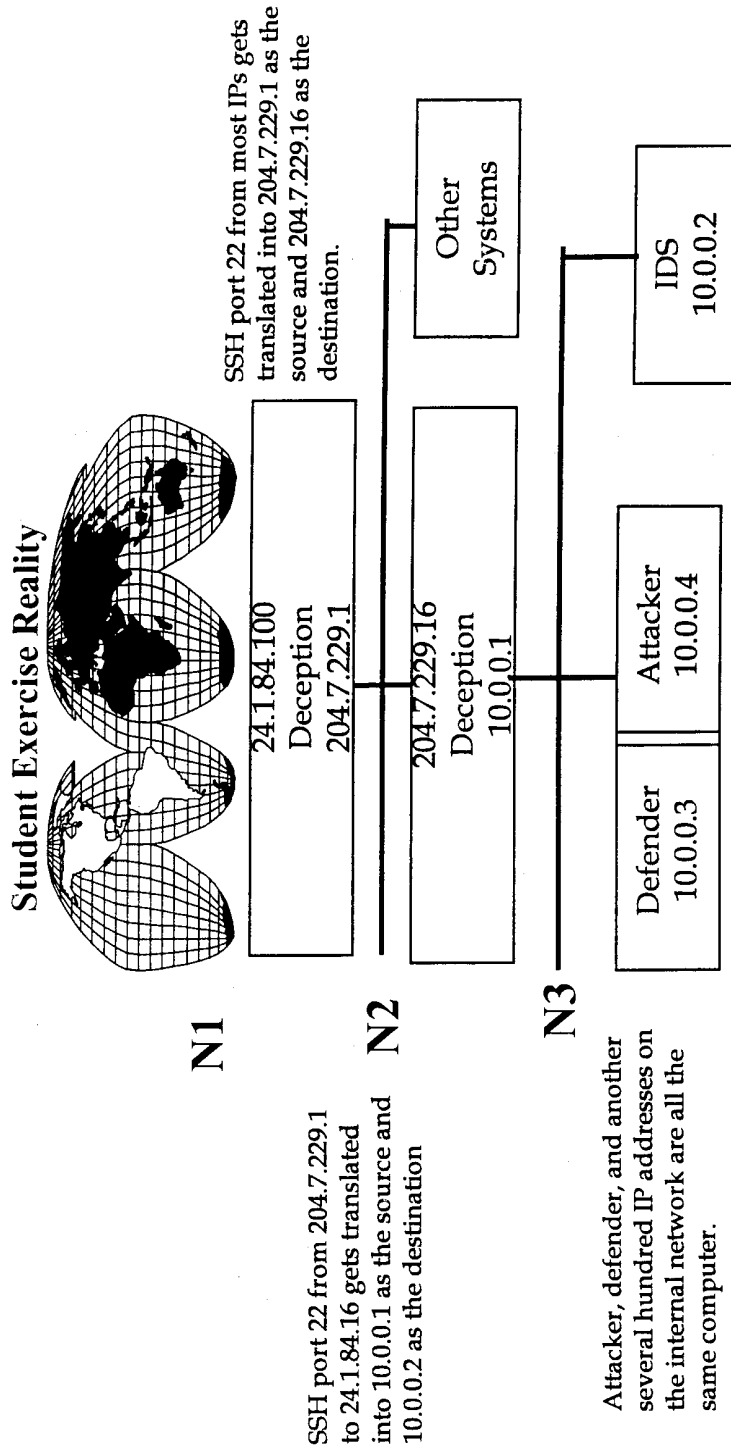 Student Exercise Reality
N1
24.1.84.100
Deception
204.7.229.1
SSH port 22 from most IPs gets
translated into 204.7.229.1 as the
source and 204.7.229.16 as the
destination.
SSH port 22 from 204.7.229.1
to 24.1.84.16 gets translated
into 10.0.0.1 as the source and
10.0.0.2 as the destination
N2
204.7.229.16
Deception
10.0.0.1
Other
Systems
N3
Attacker, defender, and another
several hundred IP addresses on
the internal network are all the
same computer.
Defender
10.0.0.3
Attacker
10.0.0.4
IDS
10.0.0.2